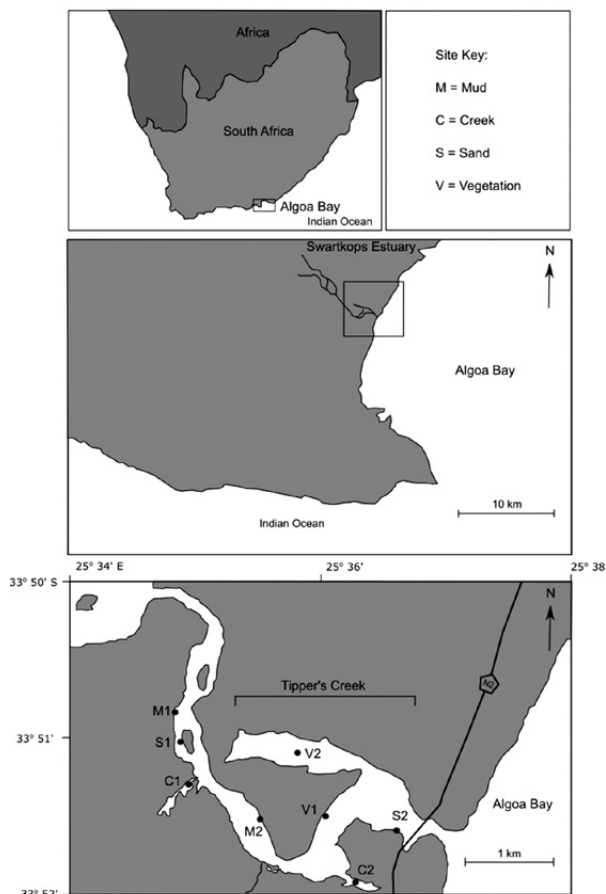 Africa
South Africa
Algoa Bay
Indian Ocean
Site Key:
M = Mud
C = Creek
S = Sand
V = Vegetation
Swartkops Estuary
N
Algoa Bay
10 km
Indian Ocean
25° 34' E
25° 36'
25° 38
33° 50' S
N
Tipper's Creek
N2
M1
33° 51'
S1
V2
C1
V1
S2
M2
Algoa Bay
1 km
C2